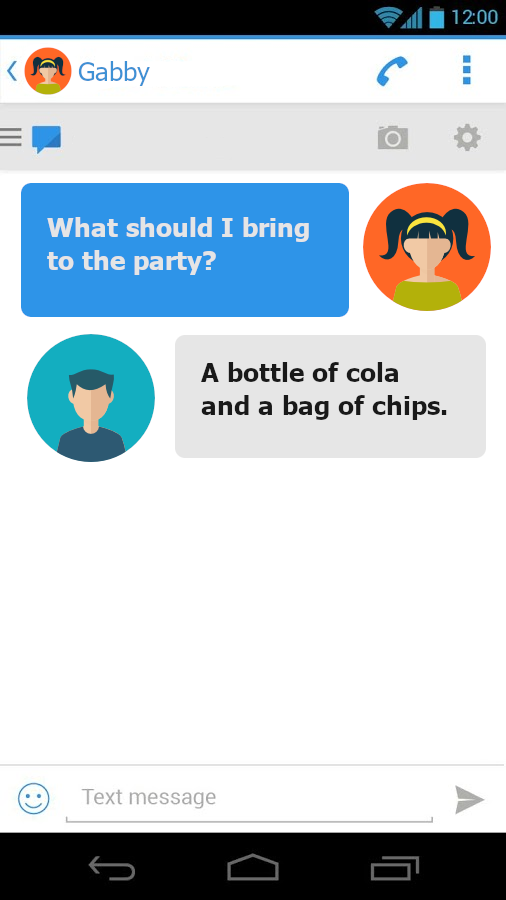 12:00
Gabby
What should I bring
to the party?
A bottle of cola
and a bag of chips.
Text message